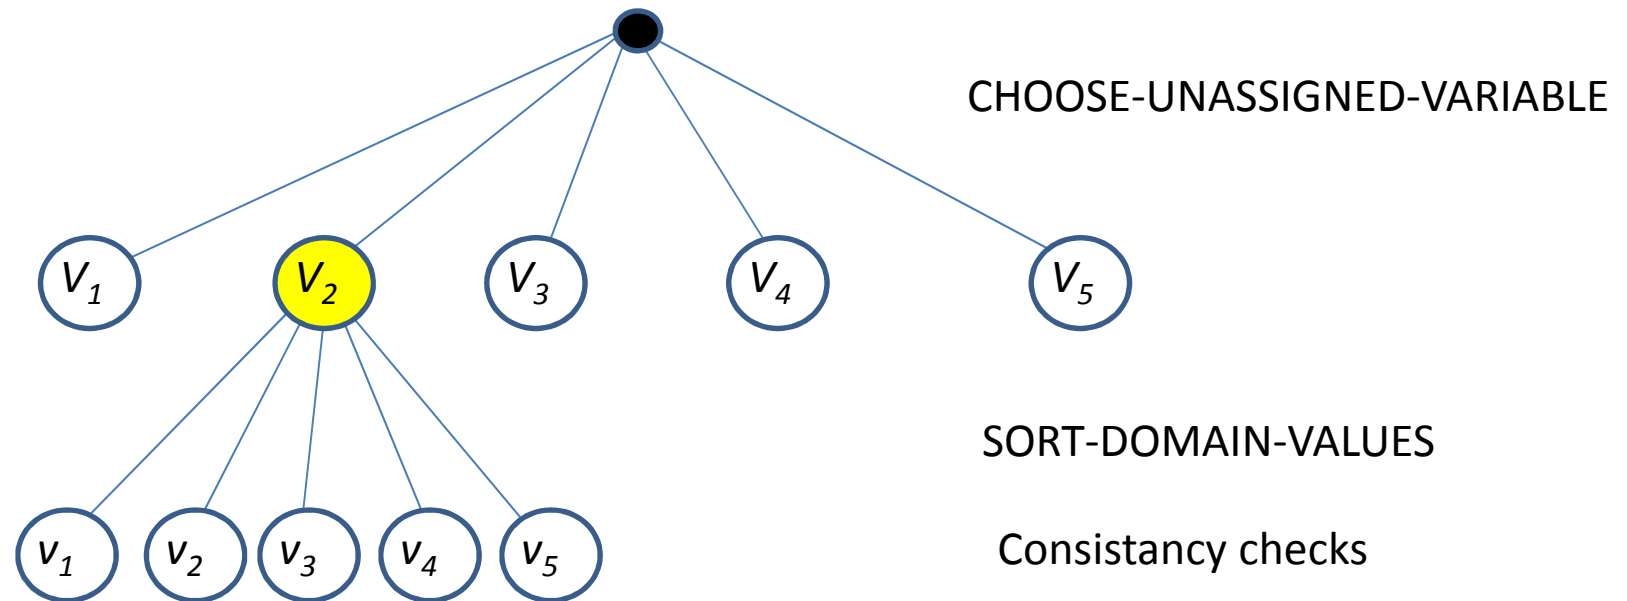 CHOOSE-UNASSIGNED-VARIABLE
V1 V2 V3 V4 V5
SORT-DOMAIN-VALUES
v1 v2 v3 v4 v5
Consistancy checks